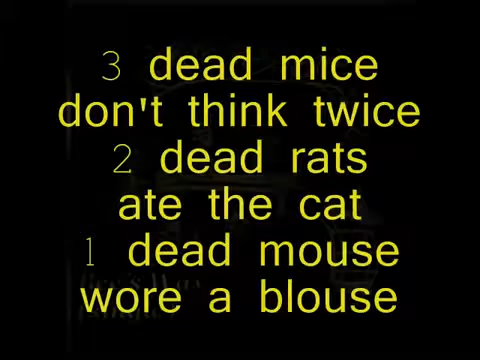 3 dead mice
don't think twice
2 dead rats
ate the cat
1 dead mouse
wore a blouse